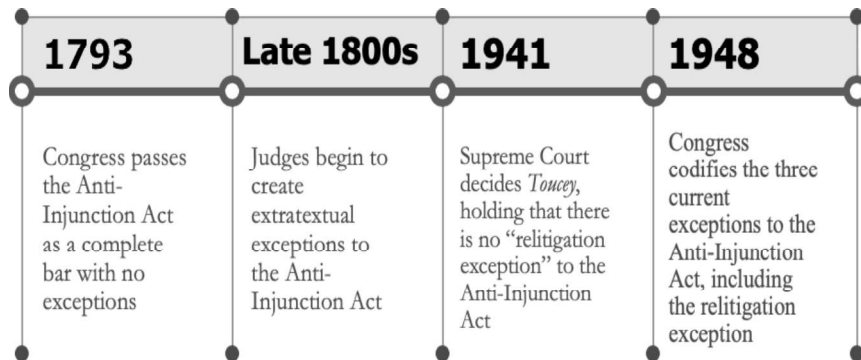 1793
Congress passes
the Anti-
Injunction Act
as a complete
bar with no
exceptions
Late 1800s
Judges begin to
create
extratextual
exceptions to
the Anti-
Injunction Act
1941
Supreme Court
decides Toucey,
holding that there
is no “relitigation
exception” to the
Anti-Injunction
Act
1948
Congress
codifies the three
current
exceptions to the
Anti-Injunction
Act, including
the relitigation
exception